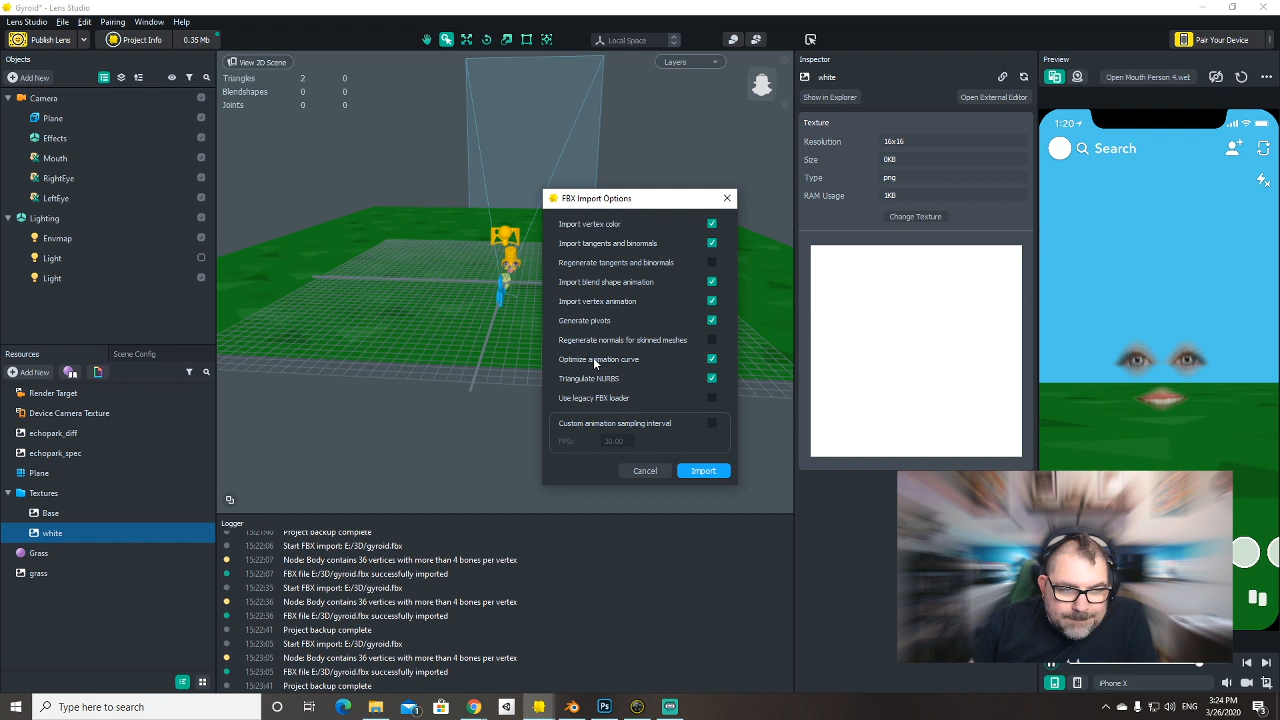 Gyroid* - Lens Studio
Lens Studio File Edit Pairing Window Help
Publish Lens Project Info 0.35 Mb Local Space Pair Your Device
Objects
Add New
Camera
Plane
Effects
Mouth
RightEye
LeftEye
Lighting
Envmap
Light
Light
Resources Scene Config
Add New
Render Target
Device Camera Texture
echopark_diff
echopark_spec
Plane
Textures
Base
white
Grass
grass
View 2D Scene
Triangles 2 0
Blendshapes 0 0
Joints 0 0
Layers
FBX Import Options
Import vertex color
Import tangents and binormals
Regenerate tangents and binormals
Import blend shape animation
Import vertex animation
Generate pivots
Regenerate normals for skinned meshes
Optimize animation curve
Triangulate NURBS
Use legacy FBX loader
Custom animation sampling interval
FPS: 30.00
Cancel Import
Logger
15:21:40 Project backup complete
15:22:06 Start FBX import: E:/3D/gyroid.fbx
15:22:07 Node: Body contains 36 vertices with more than 4 bones per vertex
15:22:07 FBX file E:/3D/gyroid.fbx successfully imported
15:22:35 Start FBX import: E:/3D/gyroid.fbx
15:22:36 Node: Body contains 36 vertices with more than 4 bones per vertex
15:22:36 FBX file E:/3D/gyroid.fbx successfully imported
15:22:41 Project backup complete
15:23:05 Start FBX import: E:/3D/gyroid.fbx
15:23:05 Node: Body contains 36 vertices with more than 4 bones per vertex
15:23:05 FBX file E:/3D/gyroid.fbx successfully imported
15:23:41 Project backup complete
Inspector
white
Show in Explorer Open External Editor
Texture
Resolution 16x16
Size 0KB
Type png
RAM Usage 1KB
Change Texture
Preview
Open Mouth Person 4.web
1:20
Search
iPhone X
Type here to search
Ps
ENG
3:24 PM
3/26/2020